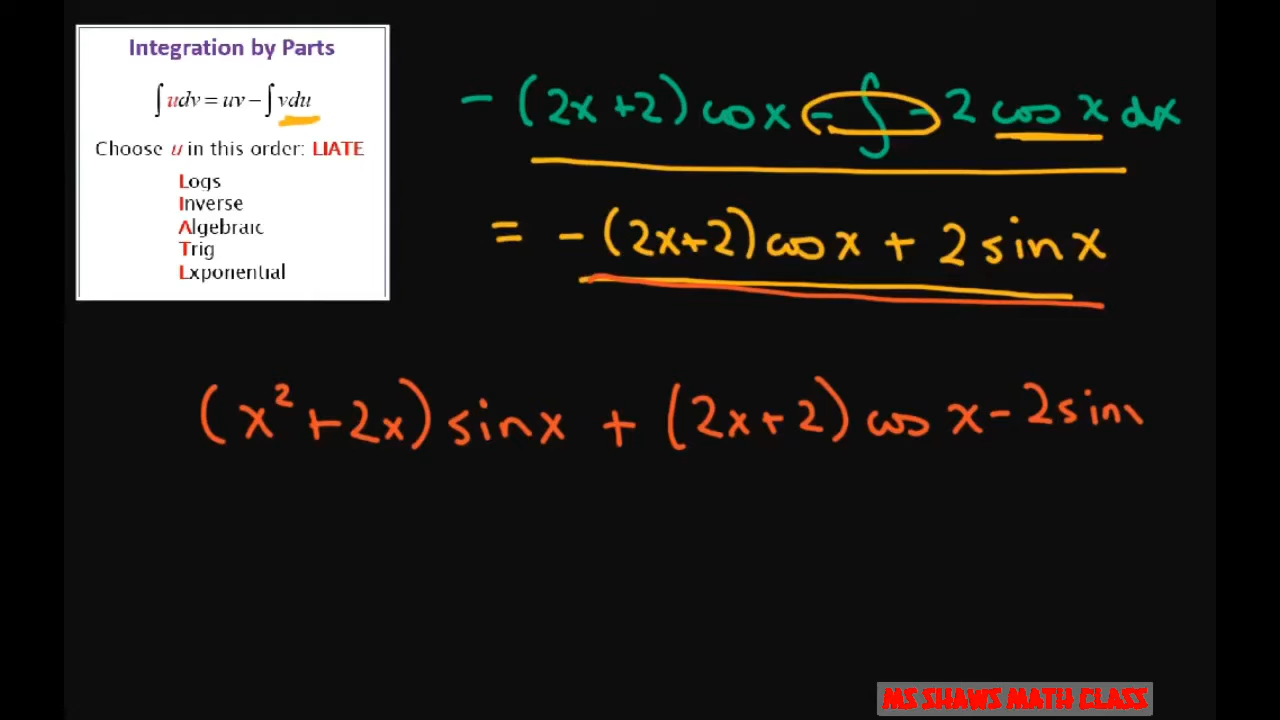 Integration by Parts
∫ udv = uv − ∫ vdu
Choose u in this order: LIATE
Logs
Inverse
Algebraic
Trig
Exponential
− (2x + 2) cos x − ∫ − 2 cos x dx
= − (2x + 2) cos x + 2 sin x
(x² + 2x) sin x + (2x + 2) cos x − 2 sin
MS SHAWS MATH CLASS